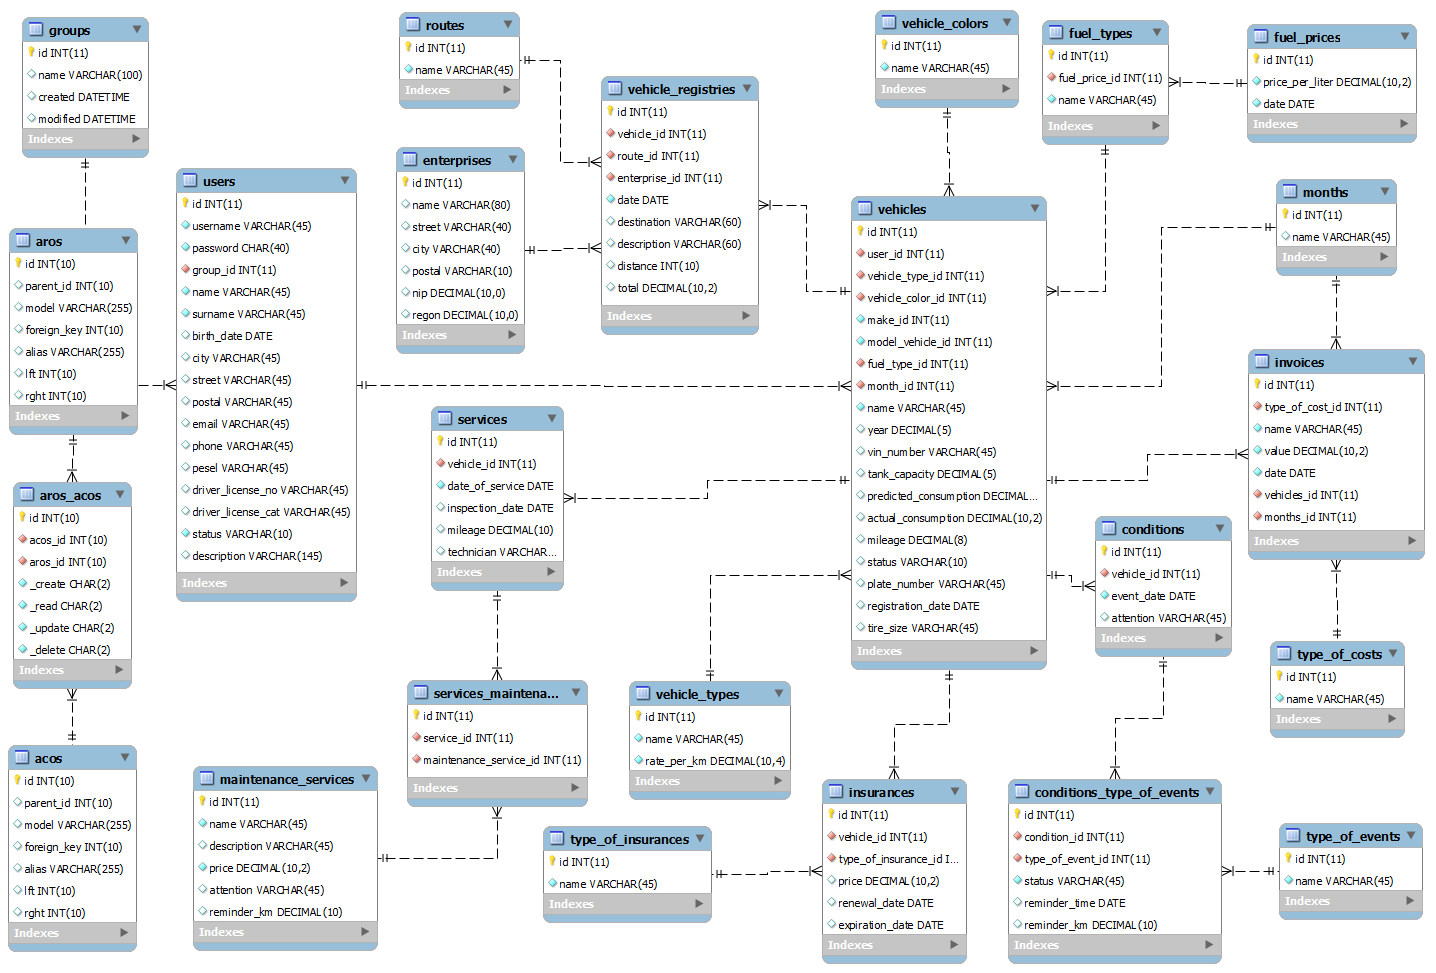 groups
id INT(11)
name VARCHAR(100)
created DATETIME
modified DATETIME
Indexes
aros
id INT(10)
parent_id INT(10)
model VARCHAR(255)
foreign_key INT(10)
alias VARCHAR(255)
lft INT(10)
rght INT(10)
Indexes
aros_acos
id INT(10)
acos_id INT(10)
aros_id INT(10)
_create CHAR(2)
_read CHAR(2)
_update CHAR(2)
_delete CHAR(2)
Indexes
acos
id INT(10)
parent_id INT(10)
model VARCHAR(255)
foreign_key INT(10)
alias VARCHAR(255)
lft INT(10)
rght INT(10)
Indexes
users
id INT(11)
username VARCHAR(45)
password CHAR(40)
group_id INT(11)
name VARCHAR(45)
surname VARCHAR(45)
birth_date DATE
city VARCHAR(45)
street VARCHAR(45)
postal VARCHAR(45)
email VARCHAR(45)
phone VARCHAR(45)
pesel VARCHAR(45)
driver_license_no VARCHAR(45)
driver_license_cat VARCHAR(45)
status VARCHAR(10)
description VARCHAR(145)
Indexes
maintenance_services
id INT(11)
name VARCHAR(45)
description VARCHAR(45)
price DECIMAL(10,2)
attention VARCHAR(45)
reminder_km DECIMAL(10)
Indexes
routes
id INT(11)
name VARCHAR(45)
Indexes
enterprises
id INT(11)
name VARCHAR(80)
street VARCHAR(40)
city VARCHAR(40)
postal VARCHAR(10)
nip DECIMAL(10,0)
regon DECIMAL(10,0)
Indexes
services
id INT(11)
vehicle_id INT(11)
date_of_service DATE
inspection_date DATE
mileage DECIMAL(10)
technician VARCHAR...
Indexes
services_maintena...
id INT(11)
service_id INT(11)
maintenance_service_id INT(11)
Indexes
vehicle_registries
id INT(11)
vehicle_id INT(11)
route_id INT(11)
enterprise_id INT(11)
date DATE
destination VARCHAR(60)
description VARCHAR(60)
distance INT(10)
total DECIMAL(10,2)
Indexes
vehicle_types
id INT(11)
name VARCHAR(45)
rate_per_km DECIMAL(10,4)
Indexes
type_of_insurances
id INT(11)
name VARCHAR(45)
Indexes
vehicle_colors
id INT(11)
name VARCHAR(45)
Indexes
vehicles
id INT(11)
user_id INT(11)
vehicle_type_id INT(11)
vehicle_color_id INT(11)
make_id INT(11)
model_vehicle_id INT(11)
fuel_type_id INT(11)
month_id INT(11)
name VARCHAR(45)
year DECIMAL(5)
vin_number VARCHAR(45)
tank_capacity DECIMAL(5)
predicted_consumption DECIMAL...
actual_consumption DECIMAL(10,2)
mileage DECIMAL(8)
status VARCHAR(10)
plate_number VARCHAR(45)
registration_date DATE
tire_size VARCHAR(45)
Indexes
insurances
id INT(11)
vehicle_id INT(11)
type_of_insurance_id I...
price DECIMAL(10,2)
renewal_date DATE
expiration_date DATE
Indexes
fuel_types
id INT(11)
fuel_price_id INT(11)
name VARCHAR(45)
Indexes
fuel_prices
id INT(11)
price_per_liter DECIMAL(10,2)
date DATE
Indexes
months
id INT(11)
name VARCHAR(45)
Indexes
invoices
id INT(11)
type_of_cost_id INT(11)
name VARCHAR(45)
value DECIMAL(10,2)
date DATE
vehicles_id INT(11)
months_id INT(11)
Indexes
conditions
id INT(11)
vehicle_id INT(11)
event_date DATE
attention VARCHAR(45)
Indexes
type_of_costs
id INT(11)
name VARCHAR(45)
Indexes
conditions_type_of_events
id INT(11)
condition_id INT(11)
type_of_event_id INT(11)
status VARCHAR(45)
reminder_time DATE
reminder_km DECIMAL(10)
Indexes
type_of_events
id INT(11)
name VARCHAR(45)
Indexes